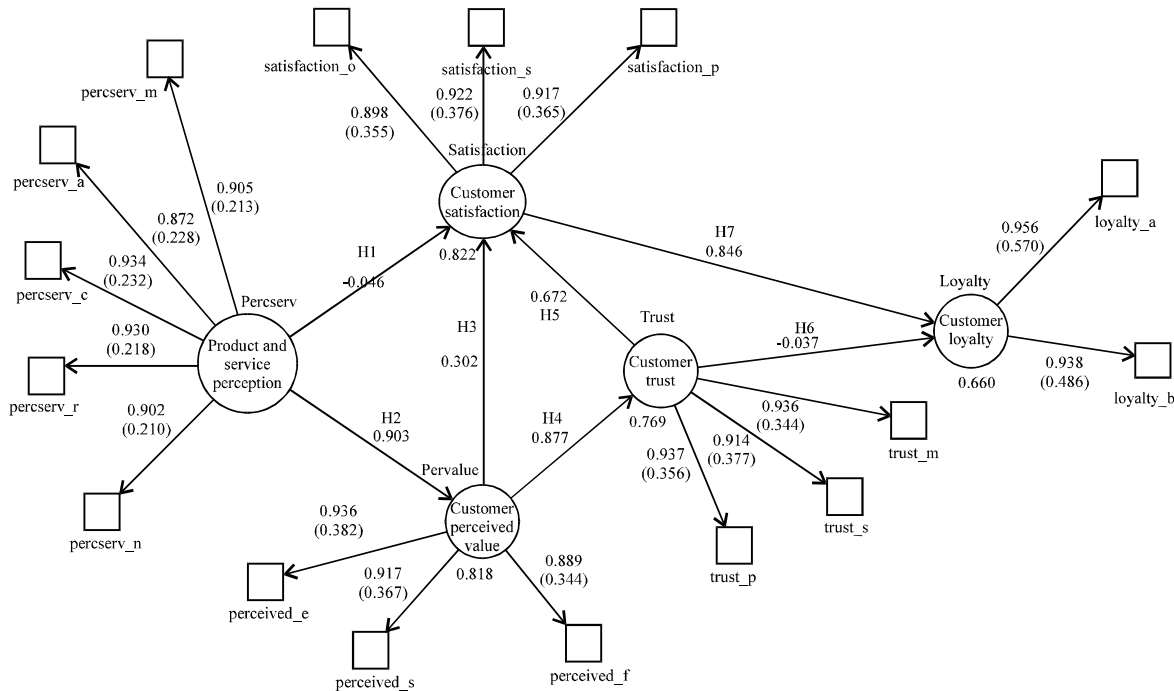 satisfaction_o
satisfaction_s
satisfaction_p
percserv_m
0.898
(0.355)
0.922
(0.376)
0.917
(0.365)
percserv_a
Satisfaction
Customer
satisfaction
0.822
0.905
(0.213)
0.872
(0.228)
0.934
(0.232)
percserv_c
H1
-0.046
H7
0.846
0.956
(0.570)
loyalty_a
Percserv
Product and
service
perception
0.930
(0.218)
percserv_r
0.902
(0.210)
percserv_n
H3
0.302
0.672
H5
Trust
Customer
trust
0.769
H6
-0.037
Loyalty
Customer
loyalty
0.660
0.938
(0.486)
loyalty_b
H2
0.903
H4
0.877
0.936
(0.344)
trust_m
0.914
(0.377)
trust_s
0.937
(0.356)
trust_p
Pervalue
Customer
perceived
value
0.818
0.936
(0.382)
perceived_e
0.917
(0.367)
perceived_s
0.889
(0.344)
perceived_f